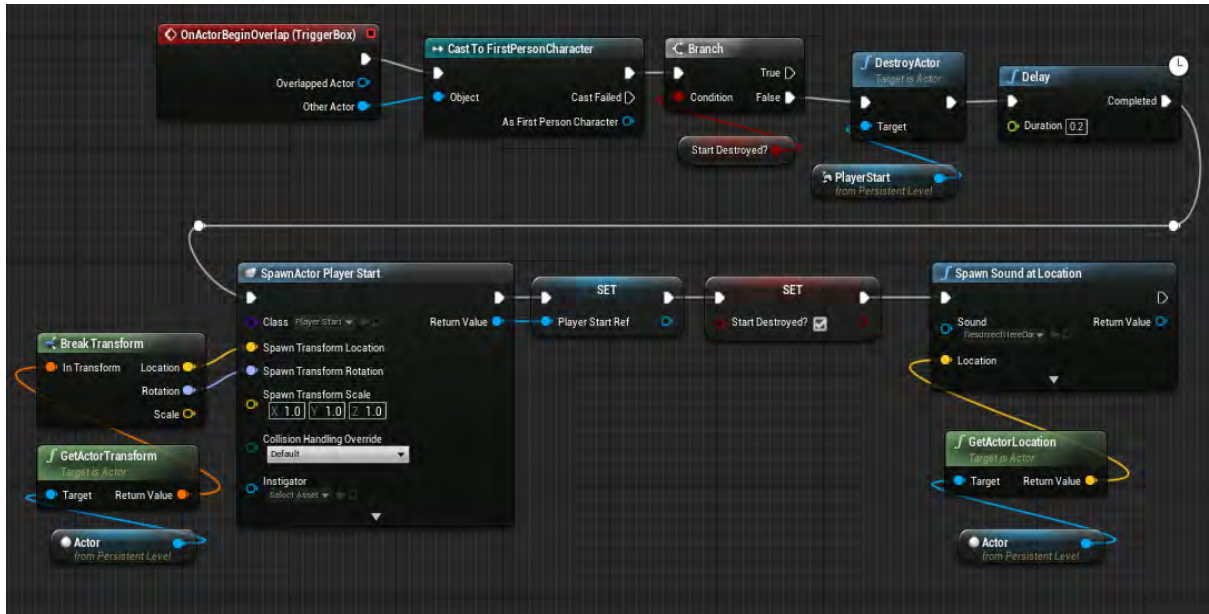 OnActorBeginOverlap (TriggerBox)
Overlapped Actor
Other Actor
Cast To FirstPersonCharacter
Object
Cast Failed
As First Person Character
Branch
True
Condition
False
Start Destroyed?
DestroyActor
Target is Actor
Target
PlayerStart
from Persistent Level
Delay
Completed
Duration 0.2
SpawnActor Player Start
Class Player Start
Return Value
Spawn Transform Location
Spawn Transform Rotation
Spawn Transform Scale
X 1.0 Y 1.0 Z 1.0
Collision Handling Override
Default
Instigator
Select Asset
Break Transform
In Transform
Location
Rotation
Scale
GetActorTransform
Target is Actor
Target
Return Value
Actor
from Persistent Level
SET
Player Start Ref
SET
Start Destroyed?
Spawn Sound at Location
Sound
Return Value
Location
GetActorLocation
Target is Actor
Target
Return Value
Actor
from Persistent Level